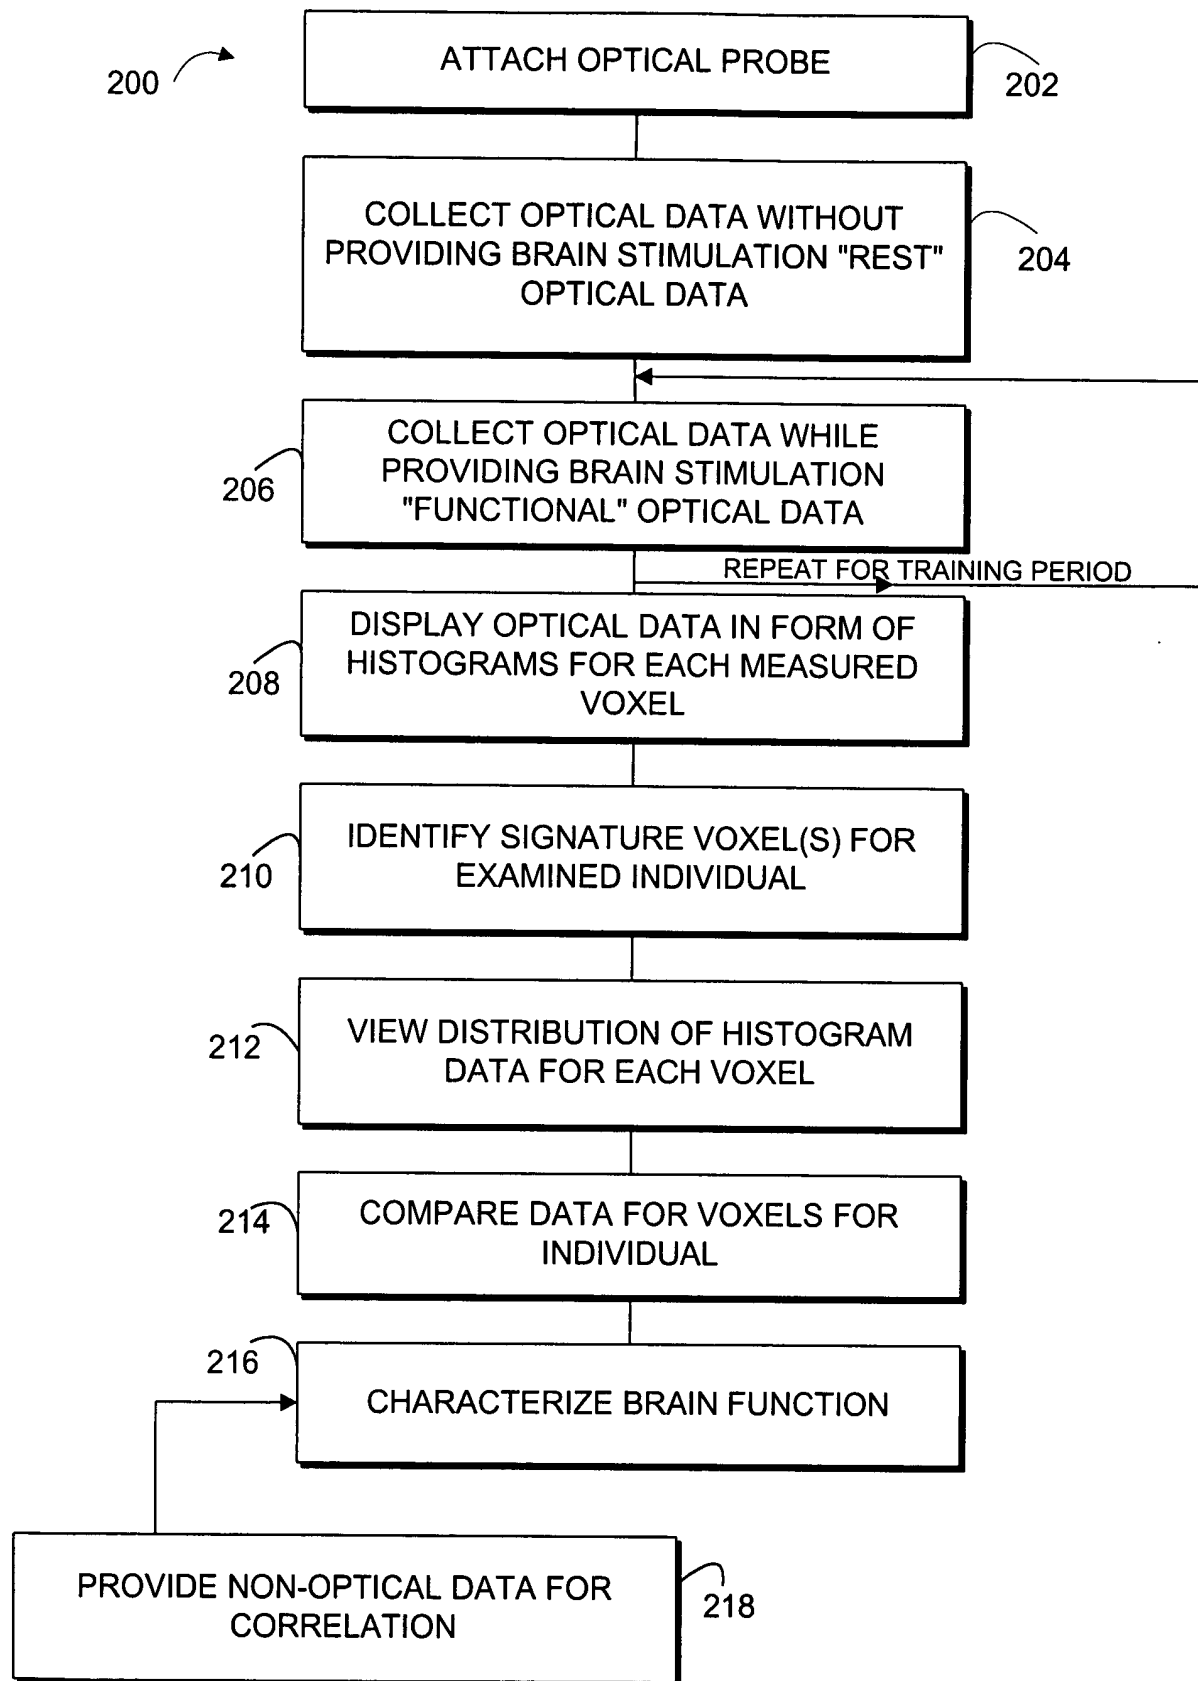 200
ATTACH OPTICAL PROBE
202
COLLECT OPTICAL DATA WITHOUT
PROVIDING BRAIN STIMULATION "REST"
OPTICAL DATA
204
COLLECT OPTICAL DATA WHILE
PROVIDING BRAIN STIMULATION
"FUNCTIONAL" OPTICAL DATA
206
REPEAT FOR TRAINING PERIOD
DISPLAY OPTICAL DATA IN FORM OF
HISTOGRAMS FOR EACH MEASURED
VOXEL
208
IDENTIFY SIGNATURE VOXEL(S) FOR
EXAMINED INDIVIDUAL
210
VIEW DISTRIBUTION OF HISTOGRAM
DATA FOR EACH VOXEL
212
COMPARE DATA FOR VOXELS FOR
INDIVIDUAL
214
216
CHARACTERIZE BRAIN FUNCTION
PROVIDE NON-OPTICAL DATA FOR
CORRELATION
218